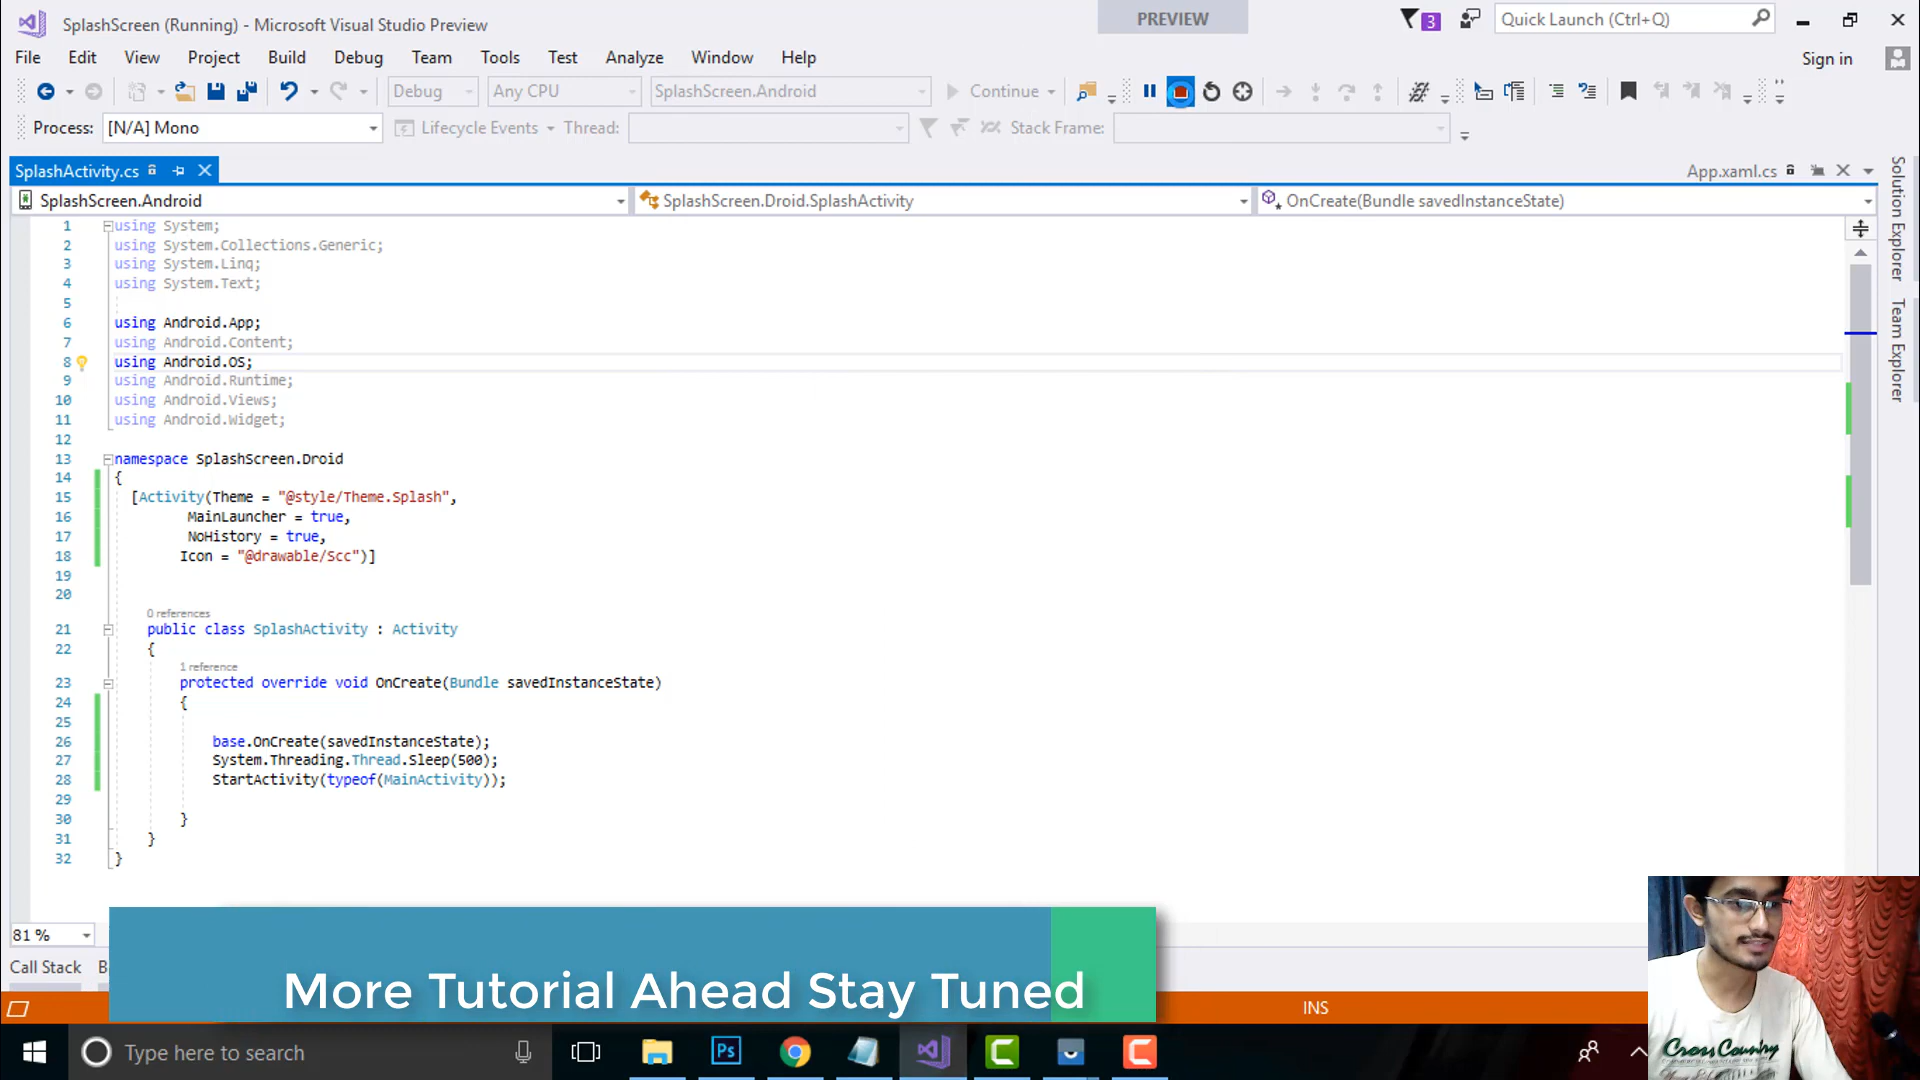 SplashScreen (Running) - Microsoft Visual Studio Preview
PREVIEW
3
Quick Launch (Ctrl+Q)
File Edit View Project Build Debug Team Tools Test Analyze Window Help
Sign in
Debug Any CPU SplashScreen.Android Continue
Process: [N/A] Mono Lifecycle Events Thread: Stack Frame:
SplashActivity.cs
App.xaml.cs
SplashScreen.Android SplashScreen.Droid.SplashActivity OnCreate(Bundle savedInstanceState)
Solution Explorer
Team Explorer
1 using System;
2 using System.Collections.Generic;
3 using System.Linq;
4 using System.Text;
5
6 using Android.App;
7 using Android.Content;
8 using Android.OS;
9 using Android.Runtime;
10 using Android.Views;
11 using Android.Widget;
12
13 namespace SplashScreen.Droid
14 {
15 [Activity(Theme = "@style/Theme.Splash",
16 MainLauncher = true,
17 NoHistory = true,
18 Icon = "@drawable/Scc")]
19
20
0 references
21 public class SplashActivity : Activity
22 {
1 reference
23 protected override void OnCreate(Bundle savedInstanceState)
24 {
25
26 base.OnCreate(savedInstanceState);
27 System.Threading.Thread.Sleep(500);
28 StartActivity(typeof(MainActivity));
29
30 }
31 }
32 }
81 %
Call Stack B
More Tutorial Ahead Stay Tuned
INS
Type here to search
Ps
CrossCountry